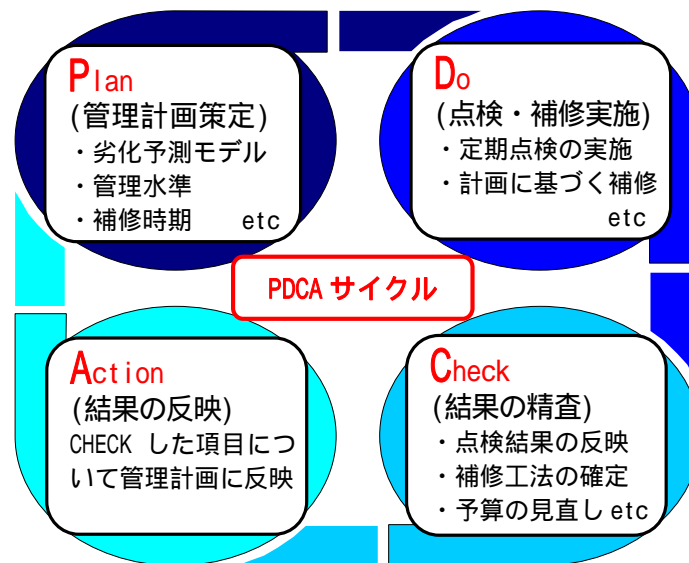 Plan
(管理計画策定)
・劣化予測モデル
・管理水準
・補修時期 etc
Do
(点検・補修実施)
・定期点検の実施
・計画に基づく補修
etc
PDCA サイクル
Action
(結果の反映)
CHECK した項目につ
いて管理計画に反映
Check
(結果の精査)
・点検結果の反映
・補修工法の確定
・予算の見直し etc